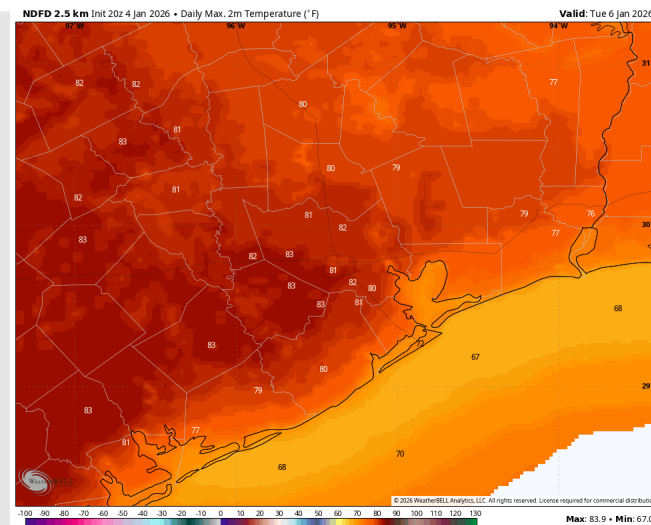 NDFD 2.5 km Init 20z 4 Jan 2026 • Daily Max. 2m Temperature (°F) Valid: Tue 6 Jan 2026
97°W 96°W 95°W 94°W
31
82 82 80 77
83 81
80 79
82 81
81 79 76
30
83 82 77
82 83
81
83 82 80
83 81
68
83 72
67
80
29
79
83
77
81
70
68
© 2026 WeatherBELL Analytics, LLC. All rights reserved. License required for commercial distributio
-100 -90 -80 -70 -60 -50 -40 -30 -20 -10 0 10 20 30 40 50 60 70 80 90 100 110 120 130
Max: 83.9 • Min: 67.0